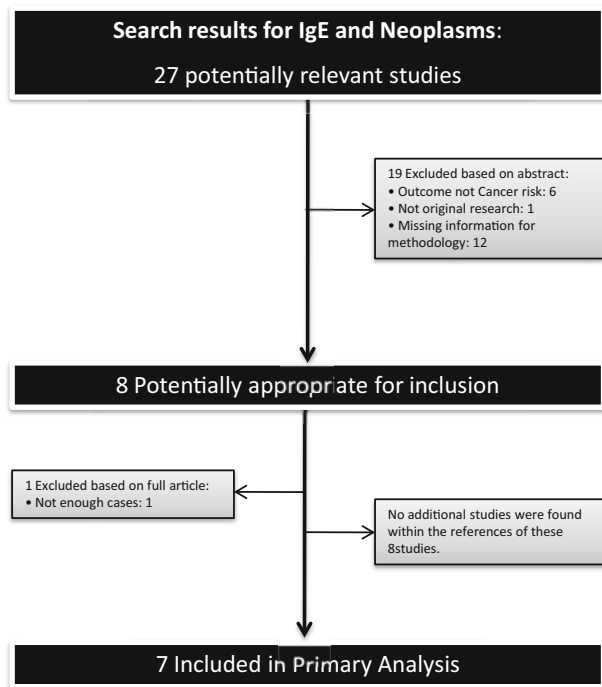 Search results for IgE and Neoplasms:
27 potentially relevant studies
19 Excluded based on abstract:
• Outcome not Cancer risk: 6
• Not original research: 1
• Missing information for
methodology: 12
8 Potentially appropriate for inclusion
1 Excluded based on full article:
• Not enough cases: 1
No additional studies were found
within the references of these
8studies.
7 Included in Primary Analysis